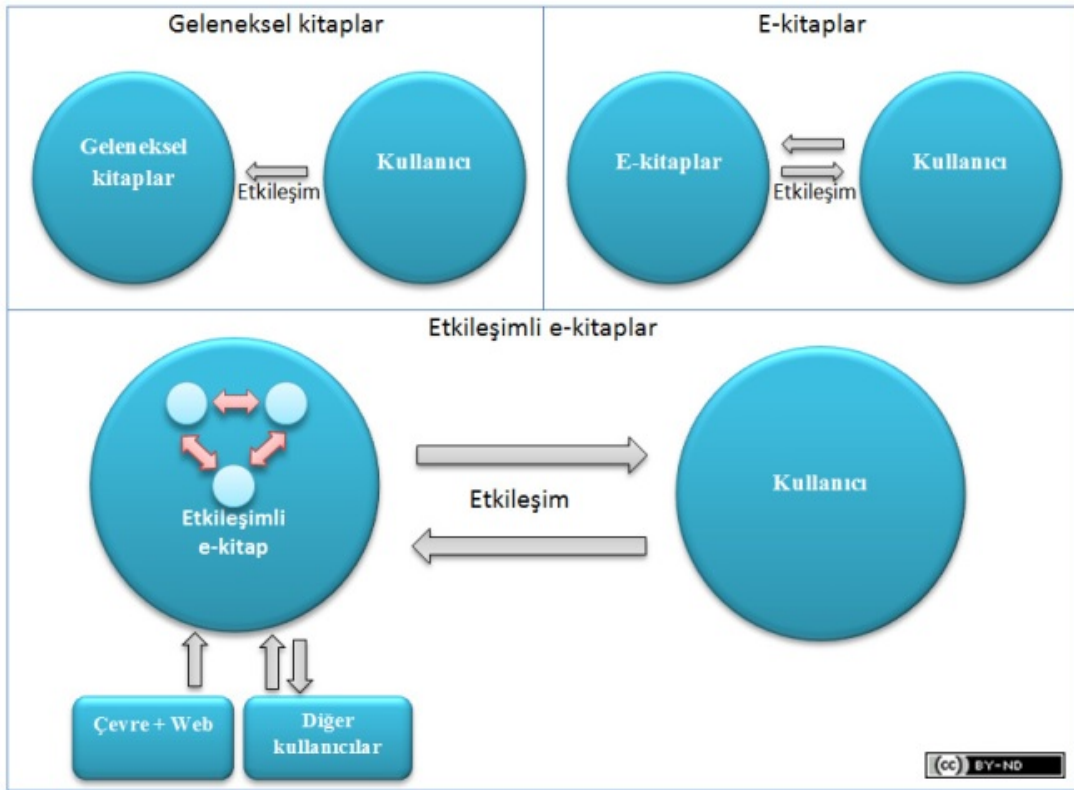 Geleneksel kitaplar
Geleneksel
kitaplar
Etkileşim
Kullanıcı
E-kitaplar
E-kitaplar
Etkileşim
Kullanıcı
Etkileşimli e-kitaplar
Etkileşimli
e-kitap
Etkileşim
Kullanıcı
Çevre + Web
Diğer
kullanıcılar
(cc) BY-ND